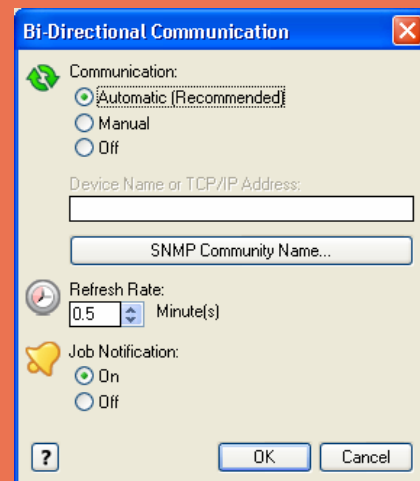 Bi-Directional Communication
Communication:
Automatic (Recommended)
Manual
Off
Device Name or TCP/IP Address:
SNMP Community Name...
Refresh Rate:
0.5 Minute(s)
Job Notification:
On
Off
? OK Cancel